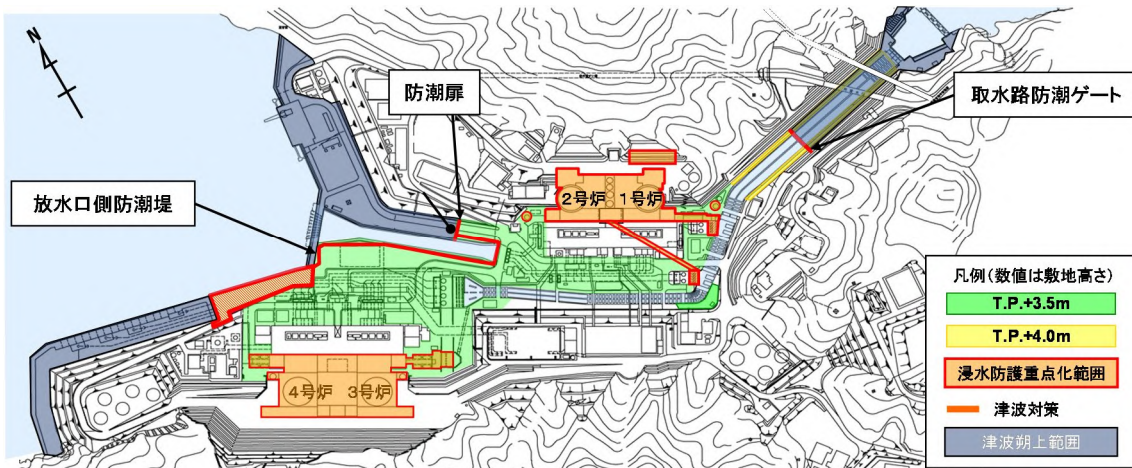 N
防潮扉
取水路防潮ゲート
放水口側防潮堤
2号炉
1号炉
4号炉
3号炉
凡例(数値は敷地高さ)
T.P.+3.5m
T.P.+4.0m
浸水防護重点化範囲
津波対策
津波朔上範囲